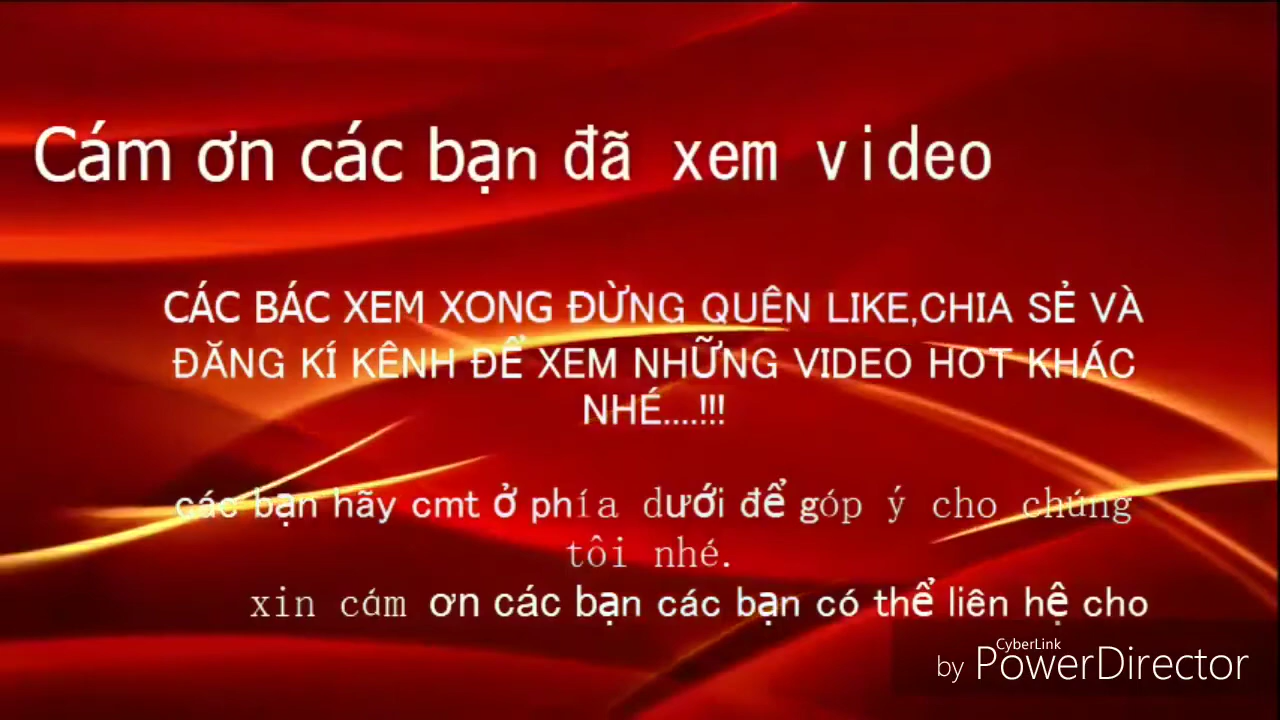 Cám ơn các bạn đã xem video
CÁC BÁC XEM XONG ĐỪNG QUÊN LIKE,CHIA SẺ VÀ
ĐĂNG KÍ KÊNH ĐỂ XEM NHỮNG VIDEO HOT KHÁC
NHÉ....!!!
các bạn hãy cmt ở phía dưới để góp ý cho chúng
tôi nhé.
xin cám ơn các bạn các bạn có thể liên hệ cho
CyberLink
by PowerDirector